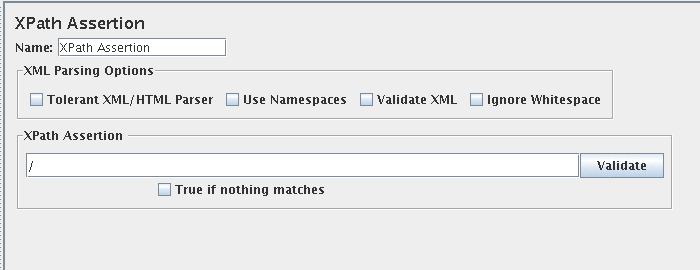 XPath Assertion
Name: XPath Assertion
XML Parsing Options
Tolerant XML/HTML Parser Use Namespaces Validate XML Ignore Whitespace
XPath Assertion
/ Validate
True if nothing matches